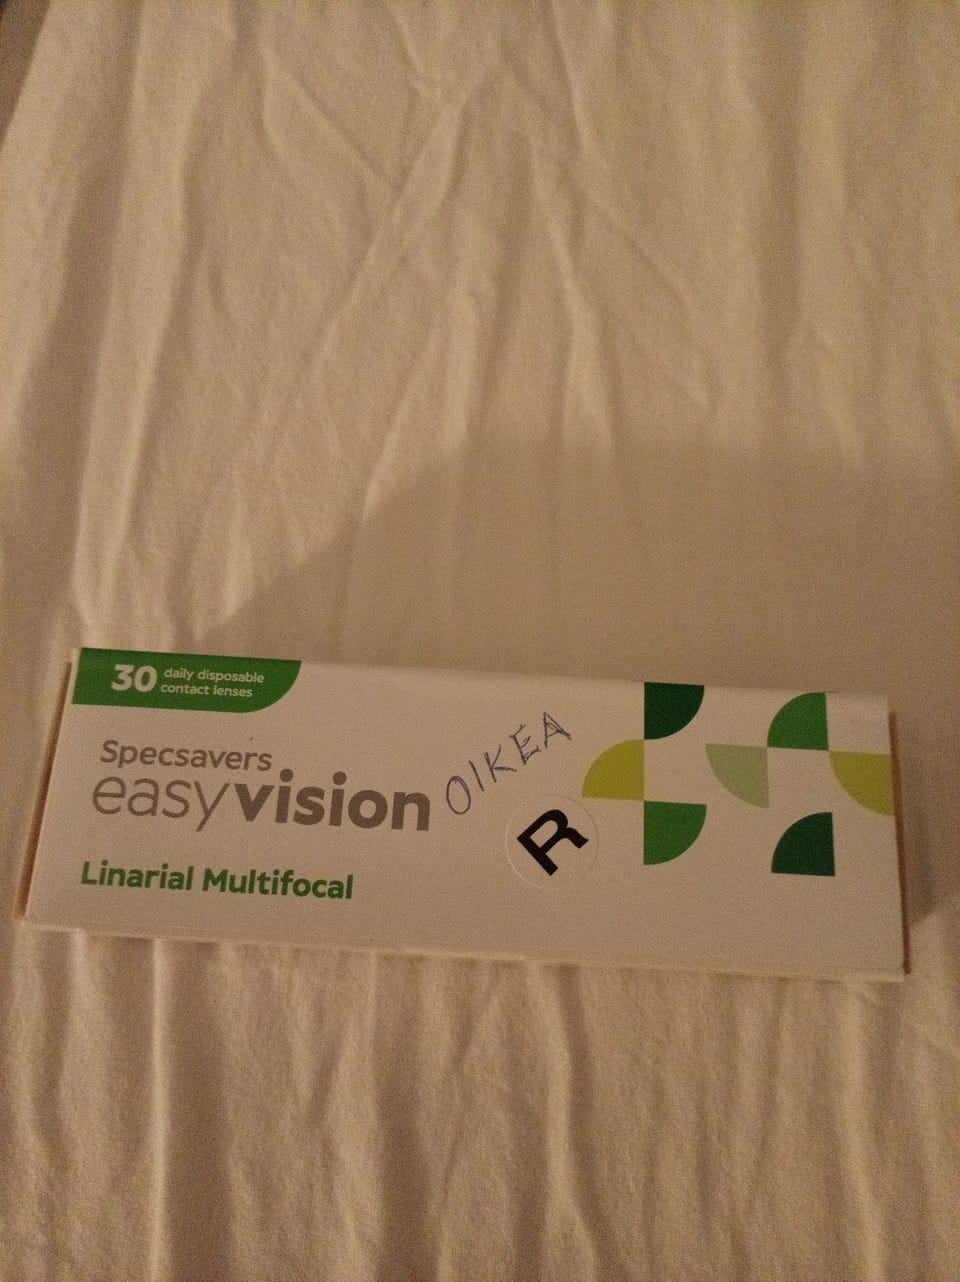 30 daily disposable
contact lenses
Specsavers
easyvision
OIKEA
R
Linarial Multifocal